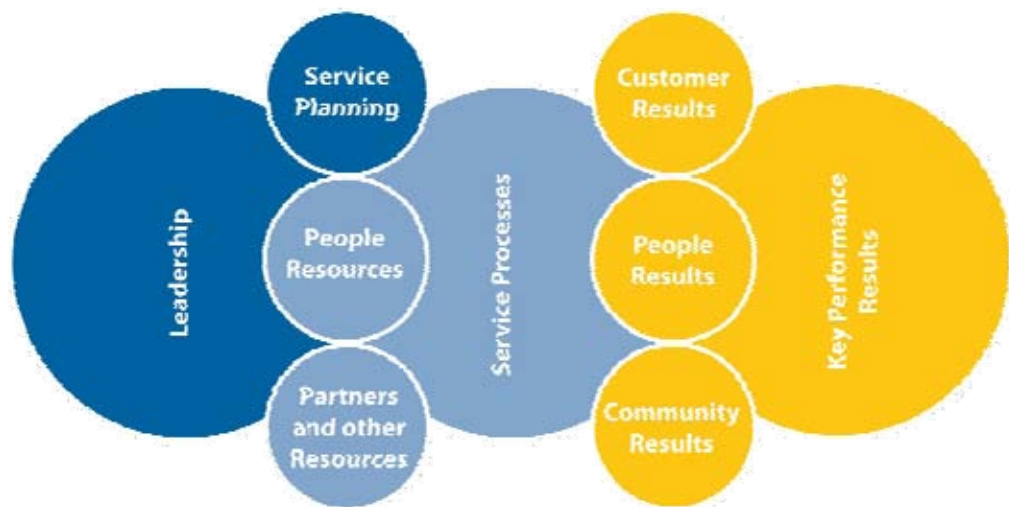 Leadership
Service
Planning
People
Resources
Partners
and other
Resources
Service Processes
Customer
Results
People
Results
Community
Results
Key Performance
Results